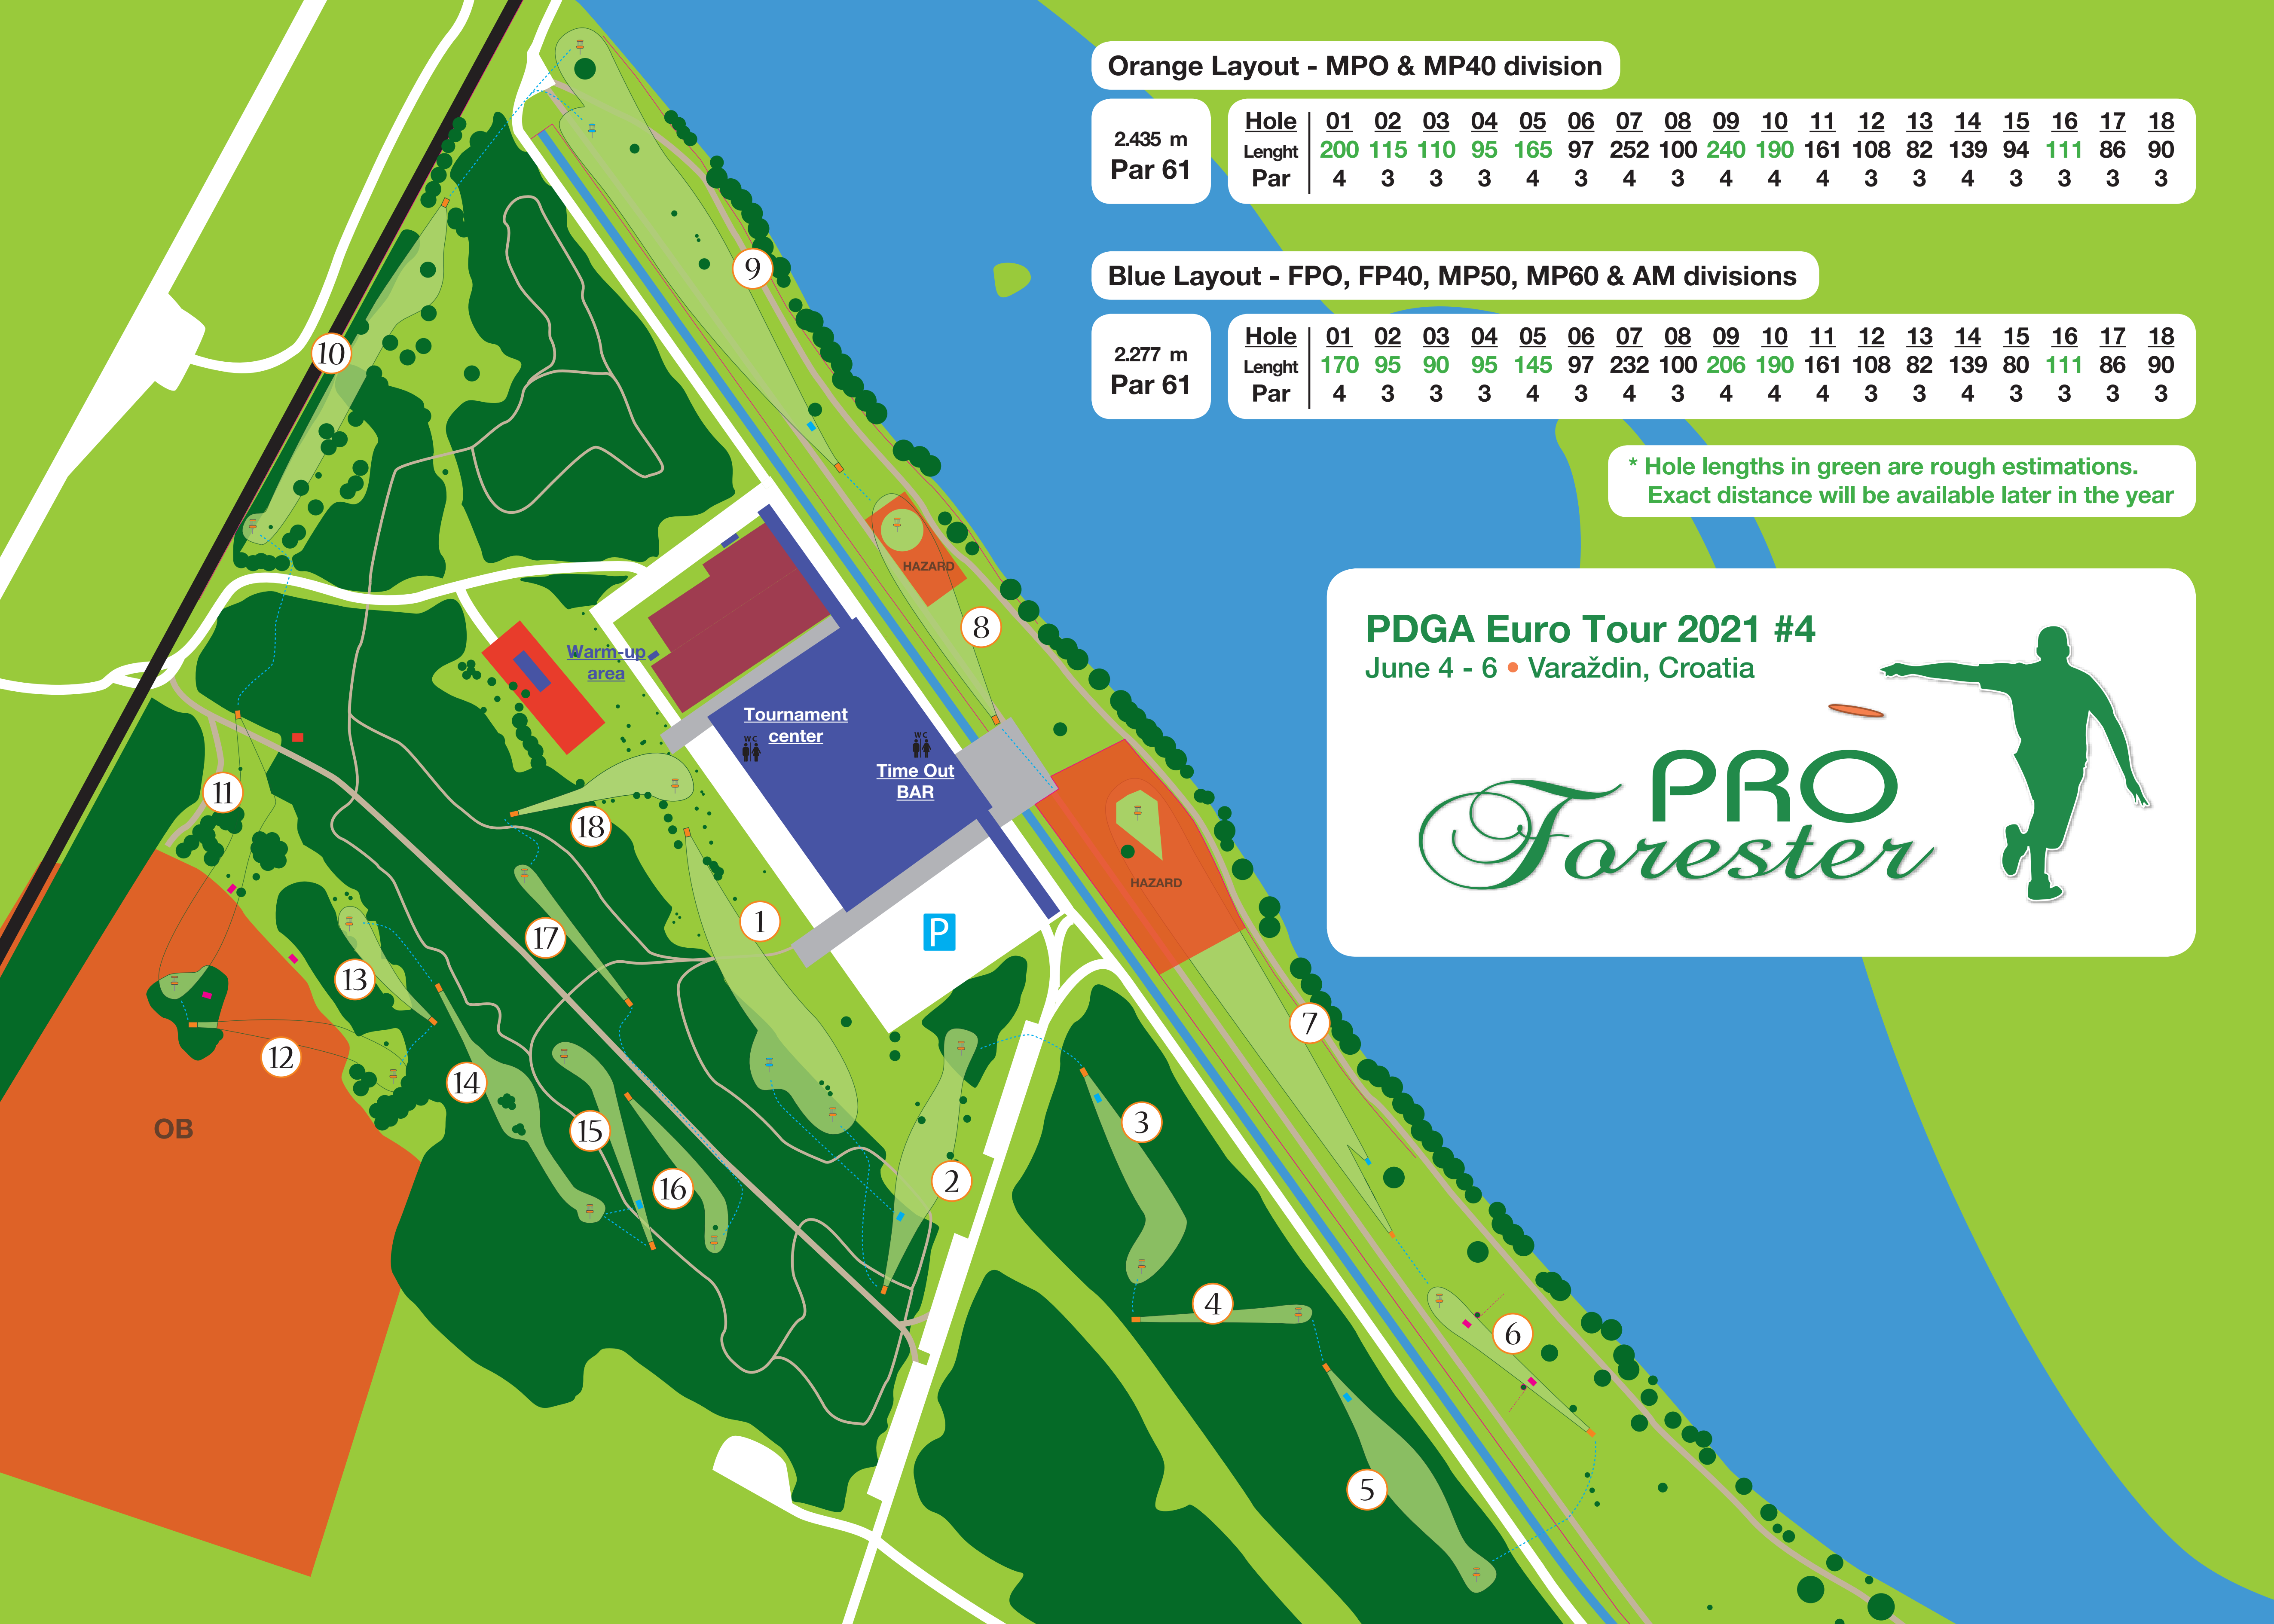 Orange Layout - MPO & MP40 division
2.435 m
Par 61
Hole 01 02 03 04 05 06 07 08 09 10 11 12 13 14 15 16 17 18
Lenght 200 115 110 95 165 97 252 100 240 190 161 108 82 139 94 111 86 90
Par 4 3 3 3 4 3 4 3 4 4 4 3 3 4 3 3 3 3
Blue Layout - FPO, FP40, MP50, MP60 & AM divisions
2.277 m
Par 61
Hole 01 02 03 04 05 06 07 08 09 10 11 12 13 14 15 16 17 18
Lenght 170 95 90 95 145 97 232 100 206 190 161 108 82 139 80 111 86 90
Par 4 3 3 3 4 3 4 3 4 4 4 3 3 4 3 3 3 3
* Hole lengths in green are rough estimations.
Exact distance will be available later in the year
PDGA Euro Tour 2021 #4
June 4 - 6 • Varaždin, Croatia
PRO
Forester
9
10
HAZARD
8
Warm-up
area
Tournament
center
WC
WC
Time Out
BAR
11
18
HAZARD
1
P
17
13
7
12
14
3
15
16
2
OB
4
6
5